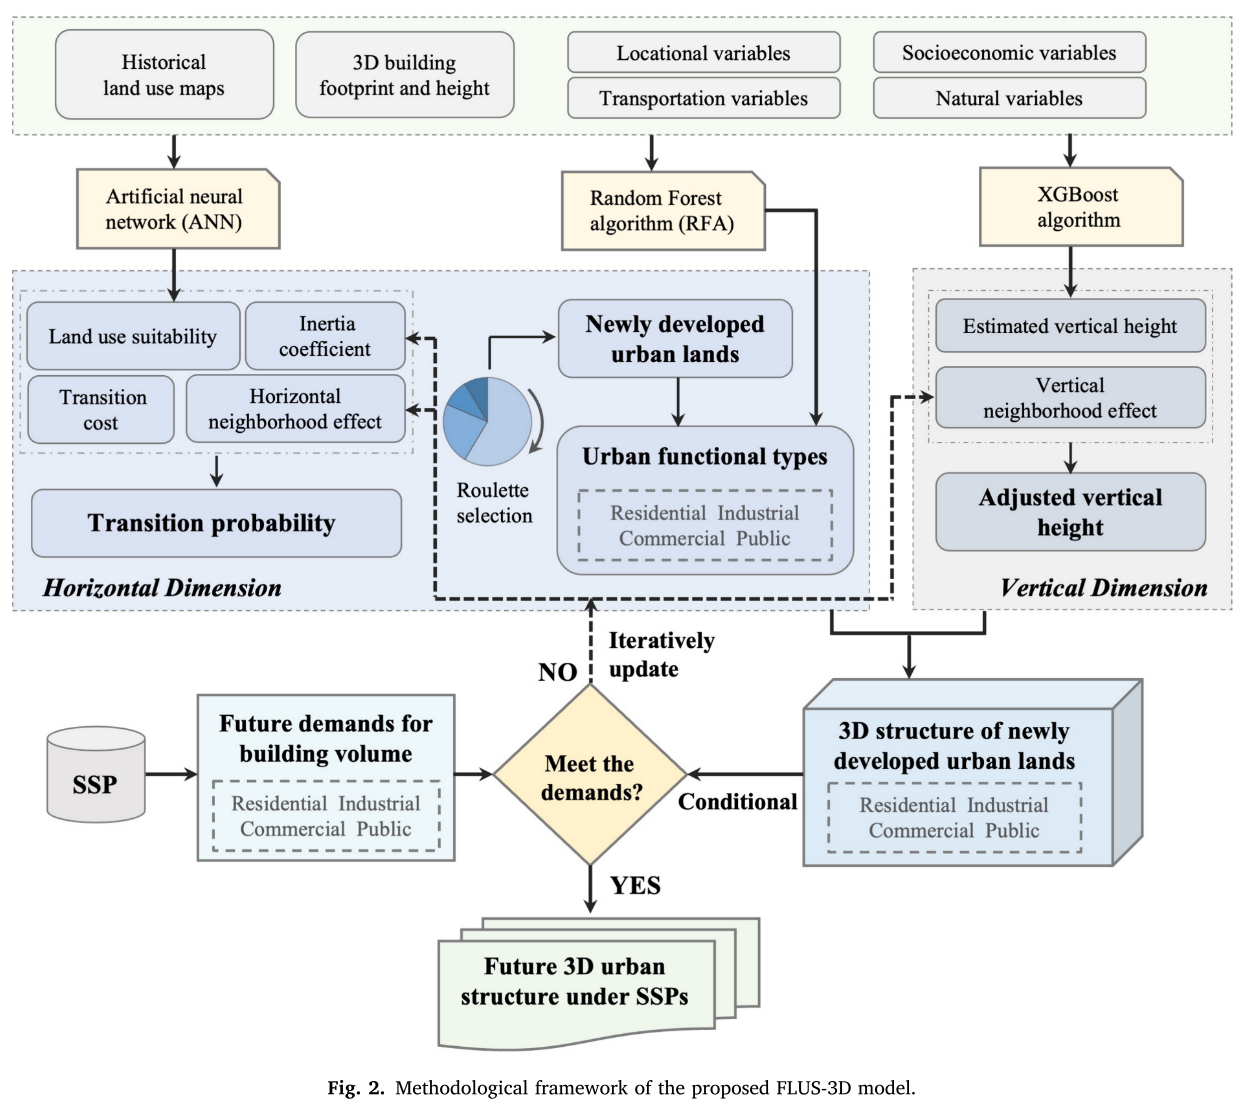 Historical
land use maps
3D building
footprint and height
Locational variables
Transportation variables
Socioeconomic variables
Natural variables
Artificial neural
network (ANN)
Random Forest
algorithm (RFA)
XGBoost
algorithm
Land use suitability
Inertia
coefficient
Transition
cost
Horizontal
neighborhood effect
Transition probability
Horizontal Dimension
Roulette
selection
Newly developed
urban lands
Urban functional types
Residential Industrial
Commercial Public
Estimated vertical height
Vertical
neighborhood effect
Adjusted vertical
height
Vertical Dimension
Iteratively
update
NO
SSP
Future demands for
building volume
Residential Industrial
Commercial Public
Meet the
demands?
Conditional
3D structure of newly
developed urban lands
Residential Industrial
Commercial Public
YES
Future 3D urban
structure under SSPs
Fig. 2. Methodological framework of the proposed FLUS-3D model.